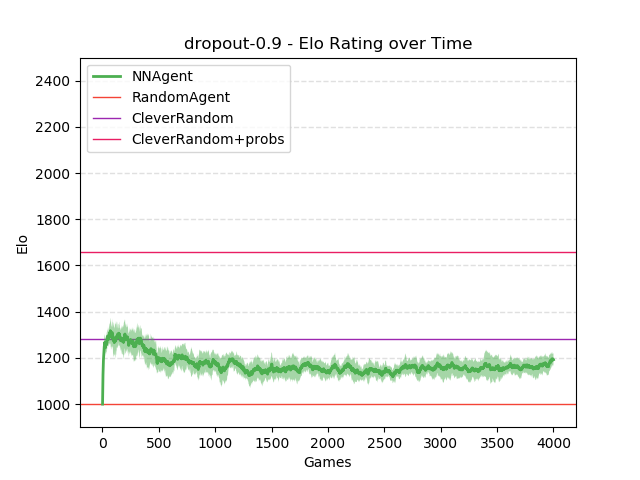 dropout-0.9 - Elo Rating over Time
NNAgent
RandomAgent
CleverRandom
CleverRandom+probs
2400
2200
2000
1800
1600
1400
1200
1000
Elo
0 500 1000 1500 2000 2500 3000 3500 4000
Games